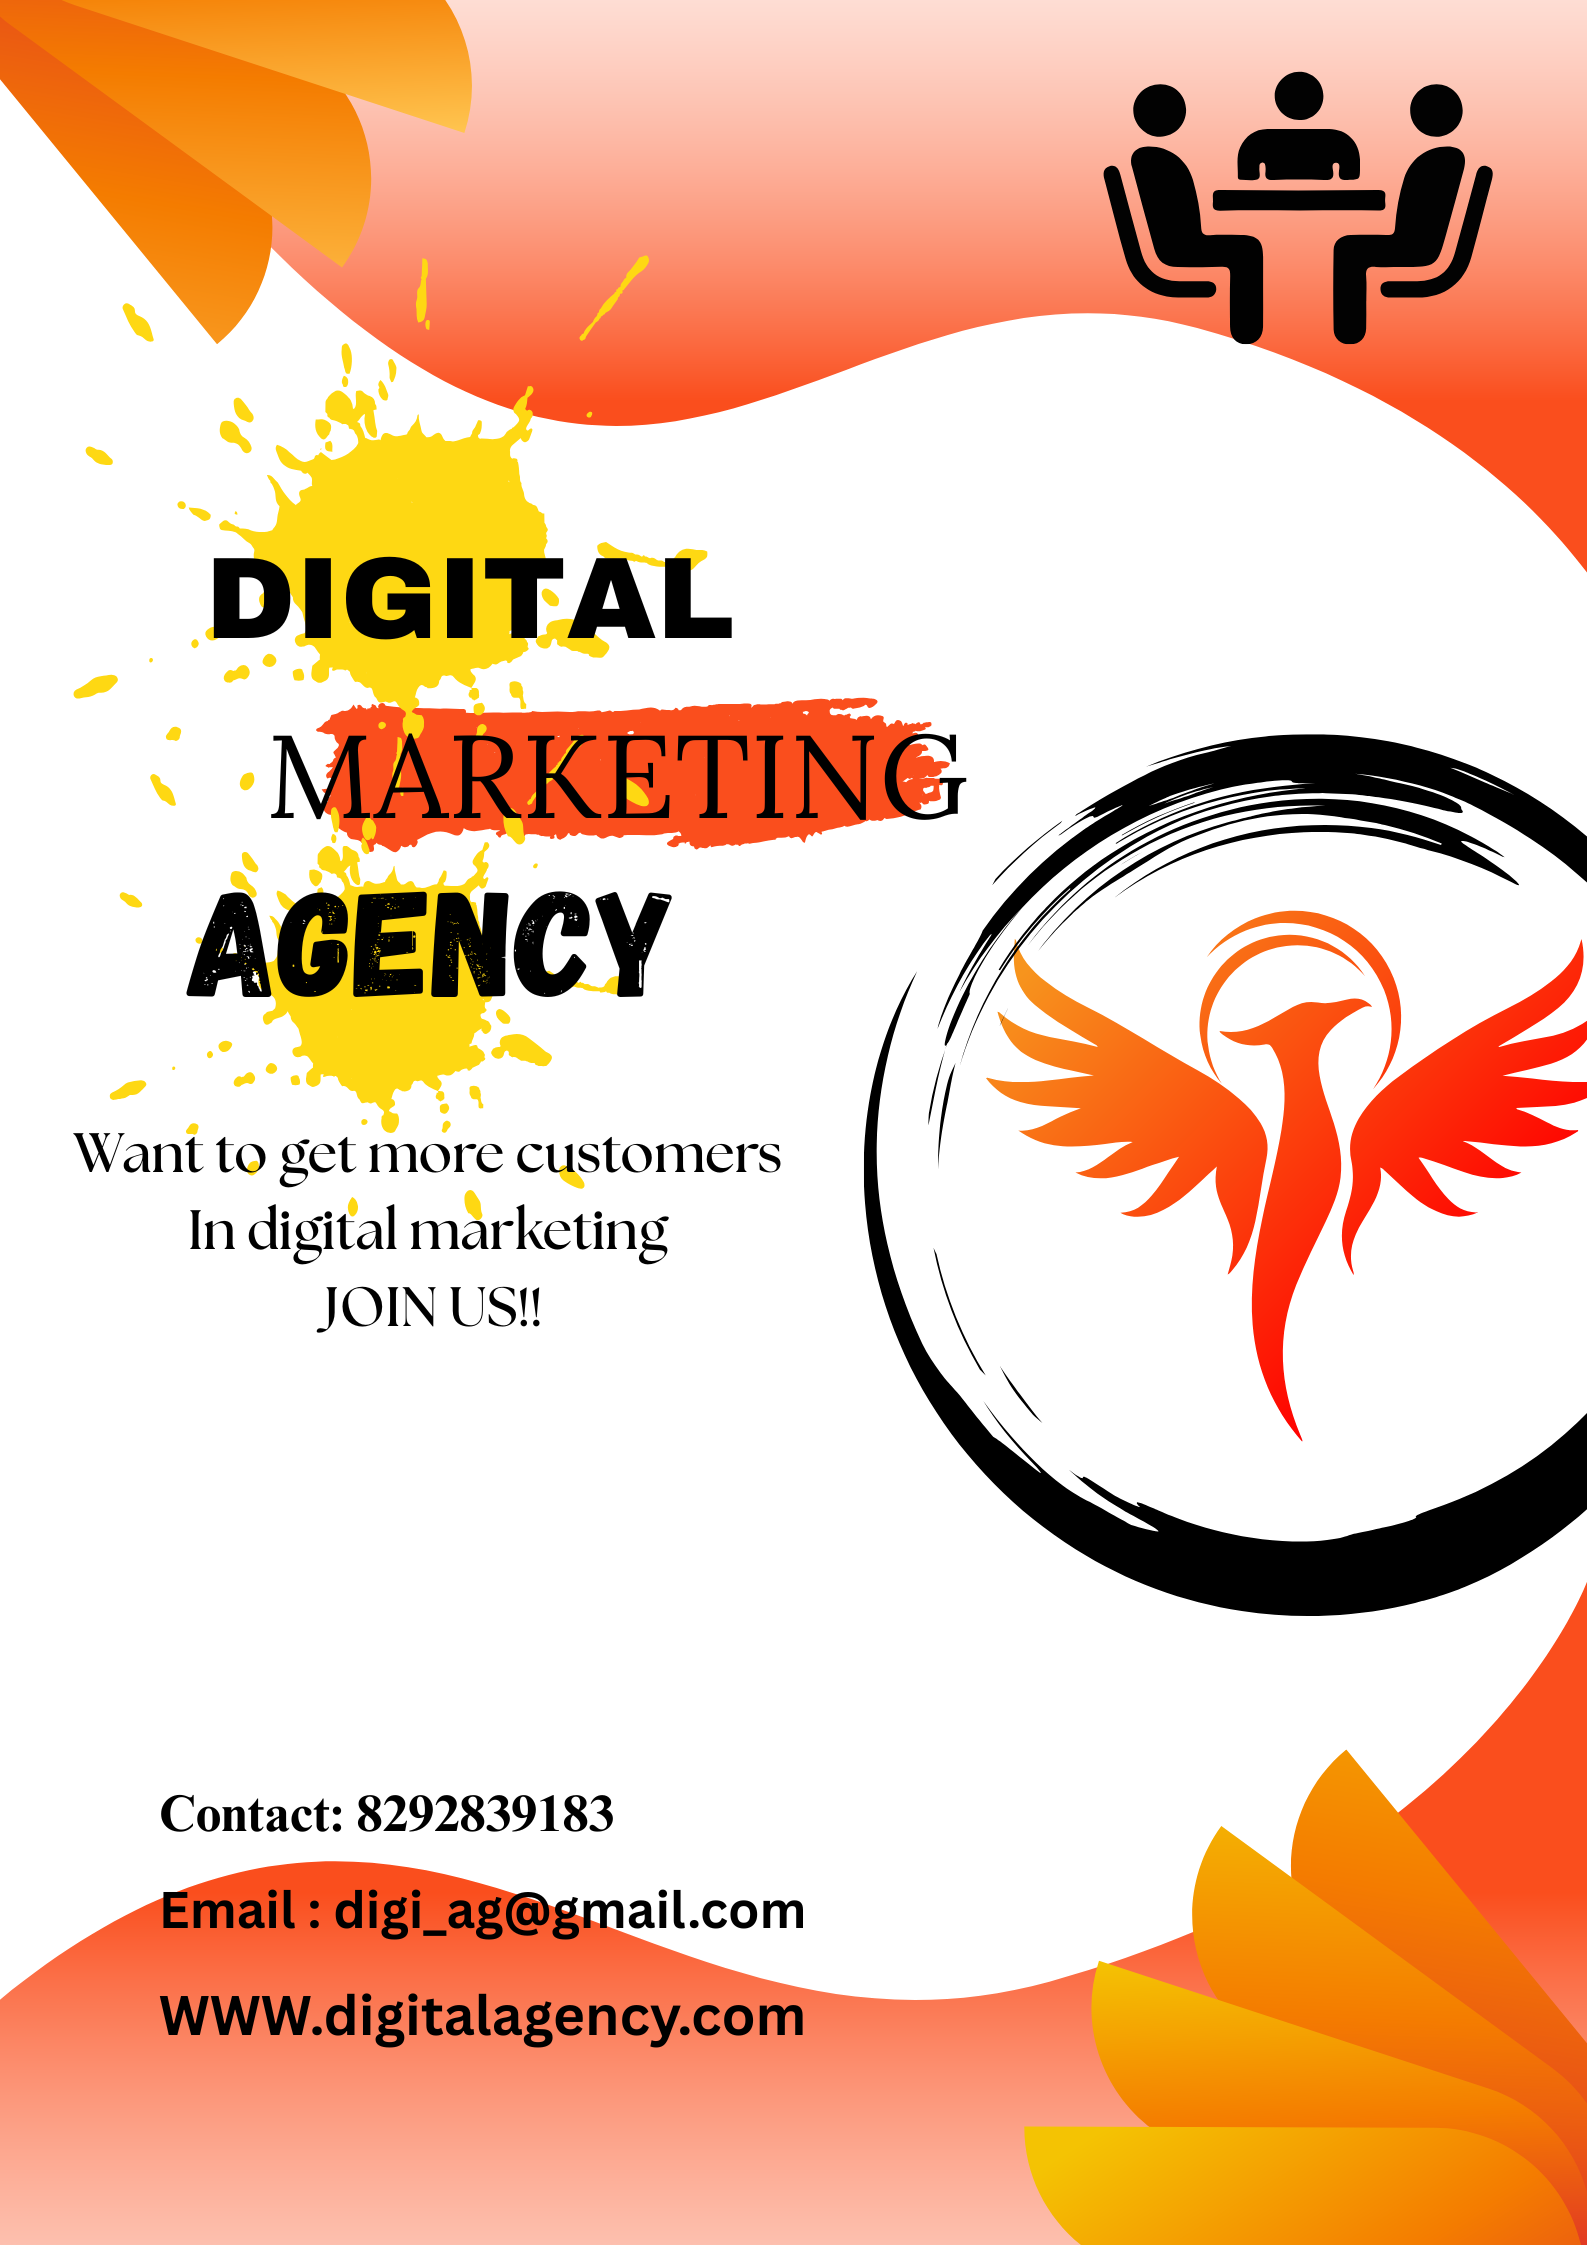 DIGITAL
MARKETING
AGENCY
Want to get more customers
In digital marketing
JOIN US!!
Contact: 8292839183
Email : digi_ag@gmail.com
WWW.digitalagency.com